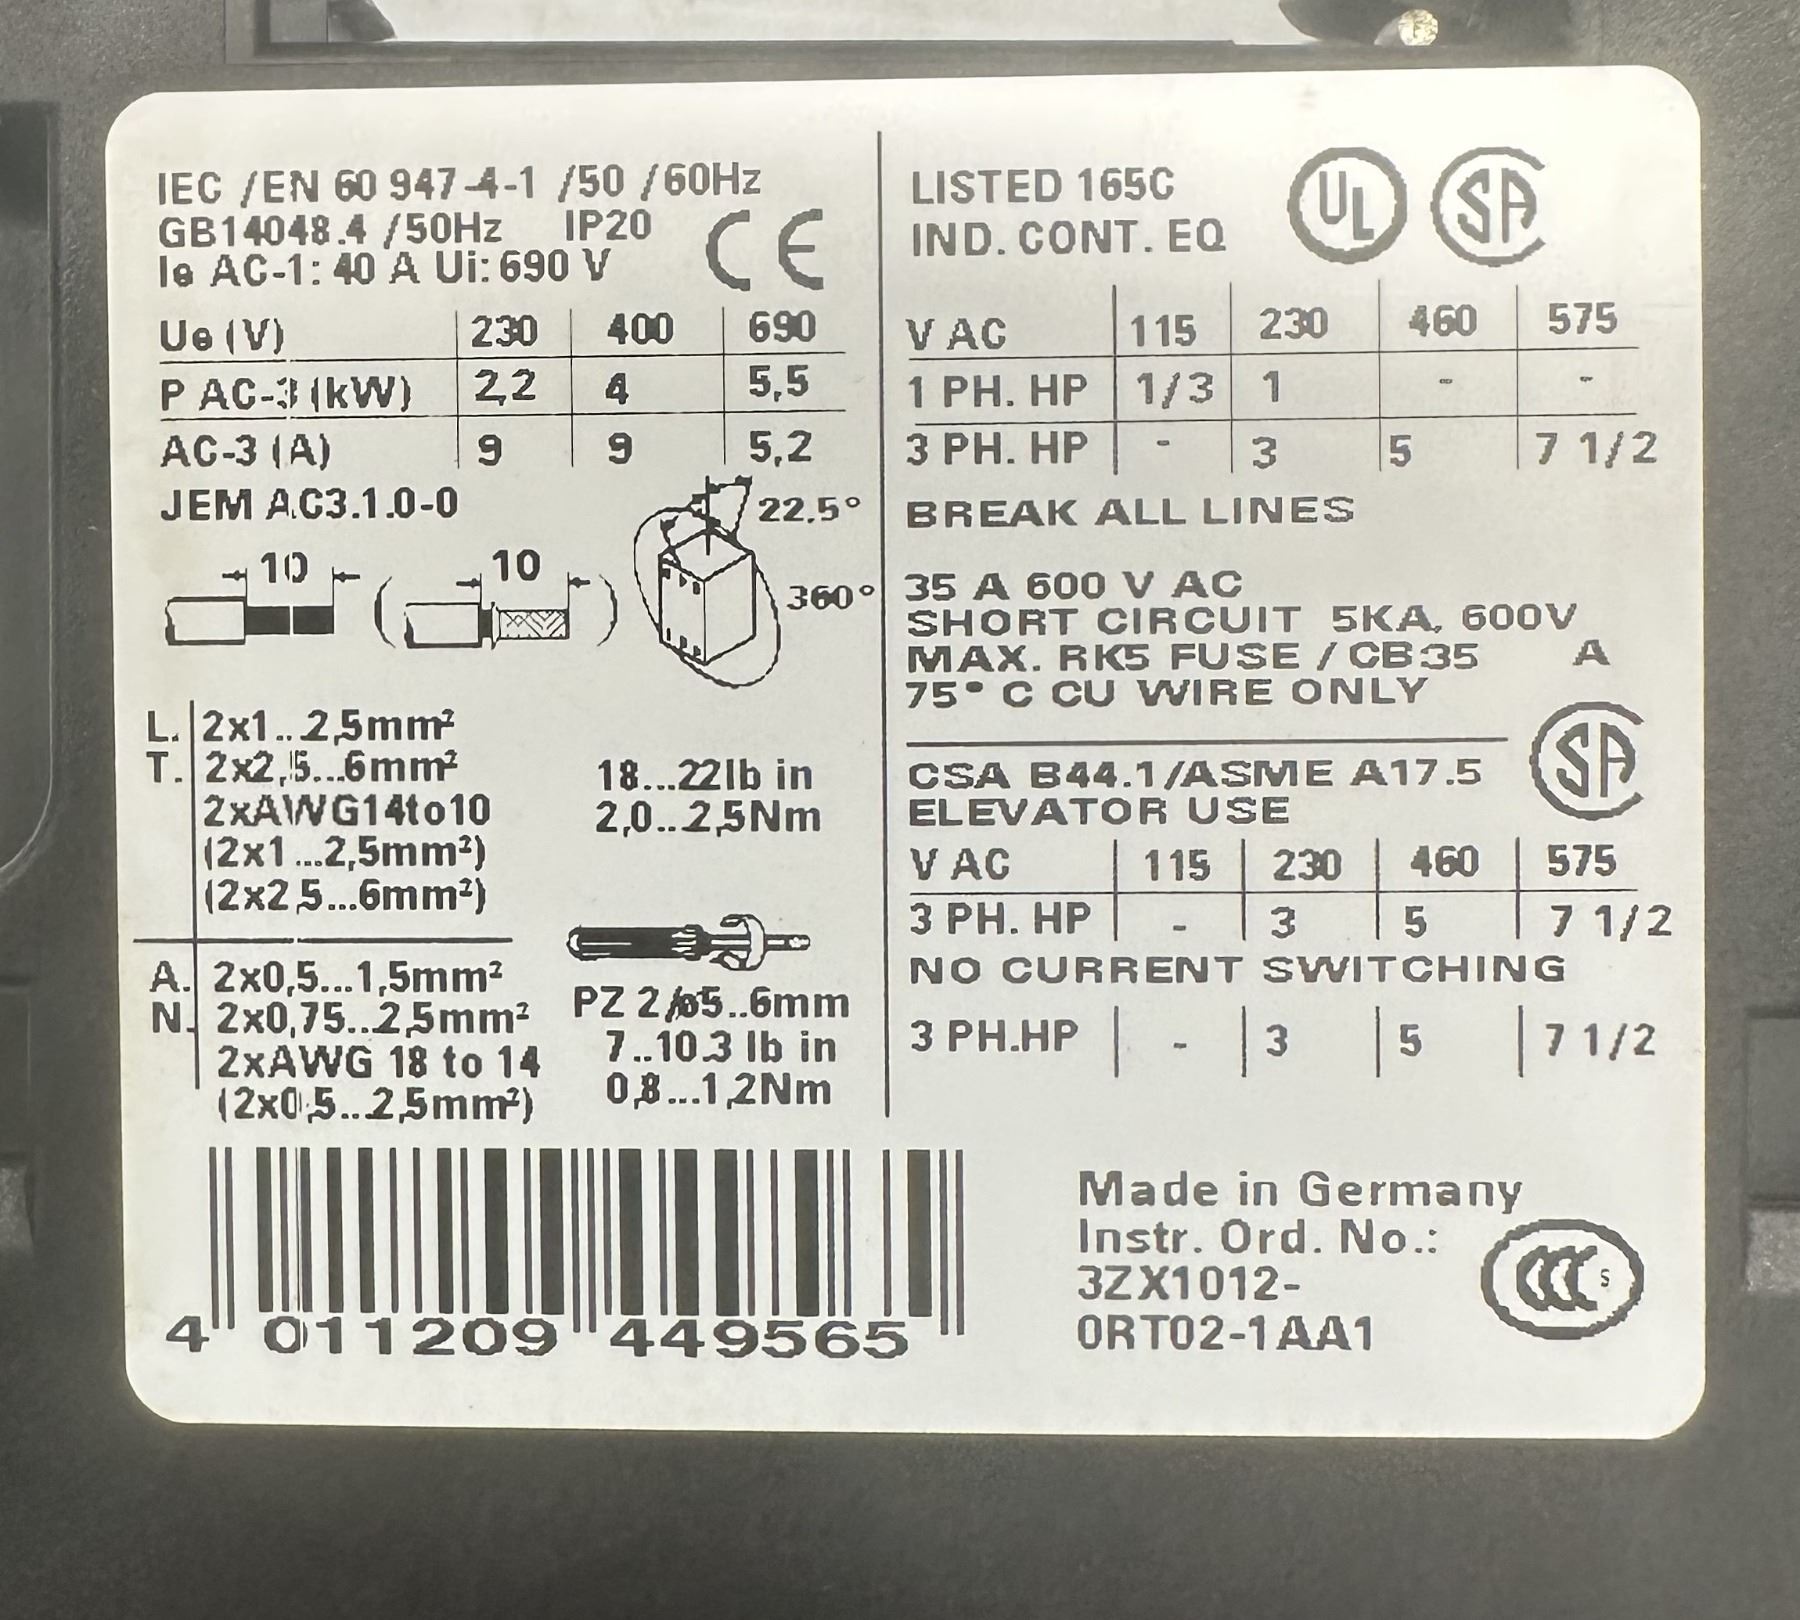 IEC /EN 60 947-4-1 /50 /60Hz
GB14048.4 /50Hz IP20
Ie AC-1: 40 A Ui: 690 V
CE
Ue (V) 230 400 690
P AC-3 (kW) 2,2 4 5,5
AC-3 (A) 9 9 5,2
JEM AC3.1.0-0
22.5°
10 10
360°
L. 2x1...2,5mm²
T. 2x2,5...6mm²
2xAWG14to10
(2x1...2,5mm²)
(2x2,5...6mm²)
18...22lb in
2,0...2,5Nm
A. 2x0,5...1,5mm²
N. 2x0,75...2,5mm²
2xAWG 18 to 14
(2x0,5...2,5mm²)
PZ 2/ø5..6mm
7..10.3 lb in
0,8...1,2Nm
4 011209 449565
LISTED 165C
IND. CONT. EQ
UL SA
V AC 115 230 460 575
1 PH. HP 1/3 1 - -
3 PH. HP - 3 5 7 1/2
BREAK ALL LINES
35 A 600 V AC
SHORT CIRCUIT 5KA, 600V
MAX. RK5 FUSE / CB 35 A
75° C CU WIRE ONLY
CSA B44.1/ASME A17.5
ELEVATOR USE
SA
V AC 115 230 460 575
3 PH. HP - 3 5 7 1/2
NO CURRENT SWITCHING
3 PH.HP - 3 5 7 1/2
Made in Germany
Instr. Ord. No.:
3ZX1012-
0RT02-1AA1
CCC S